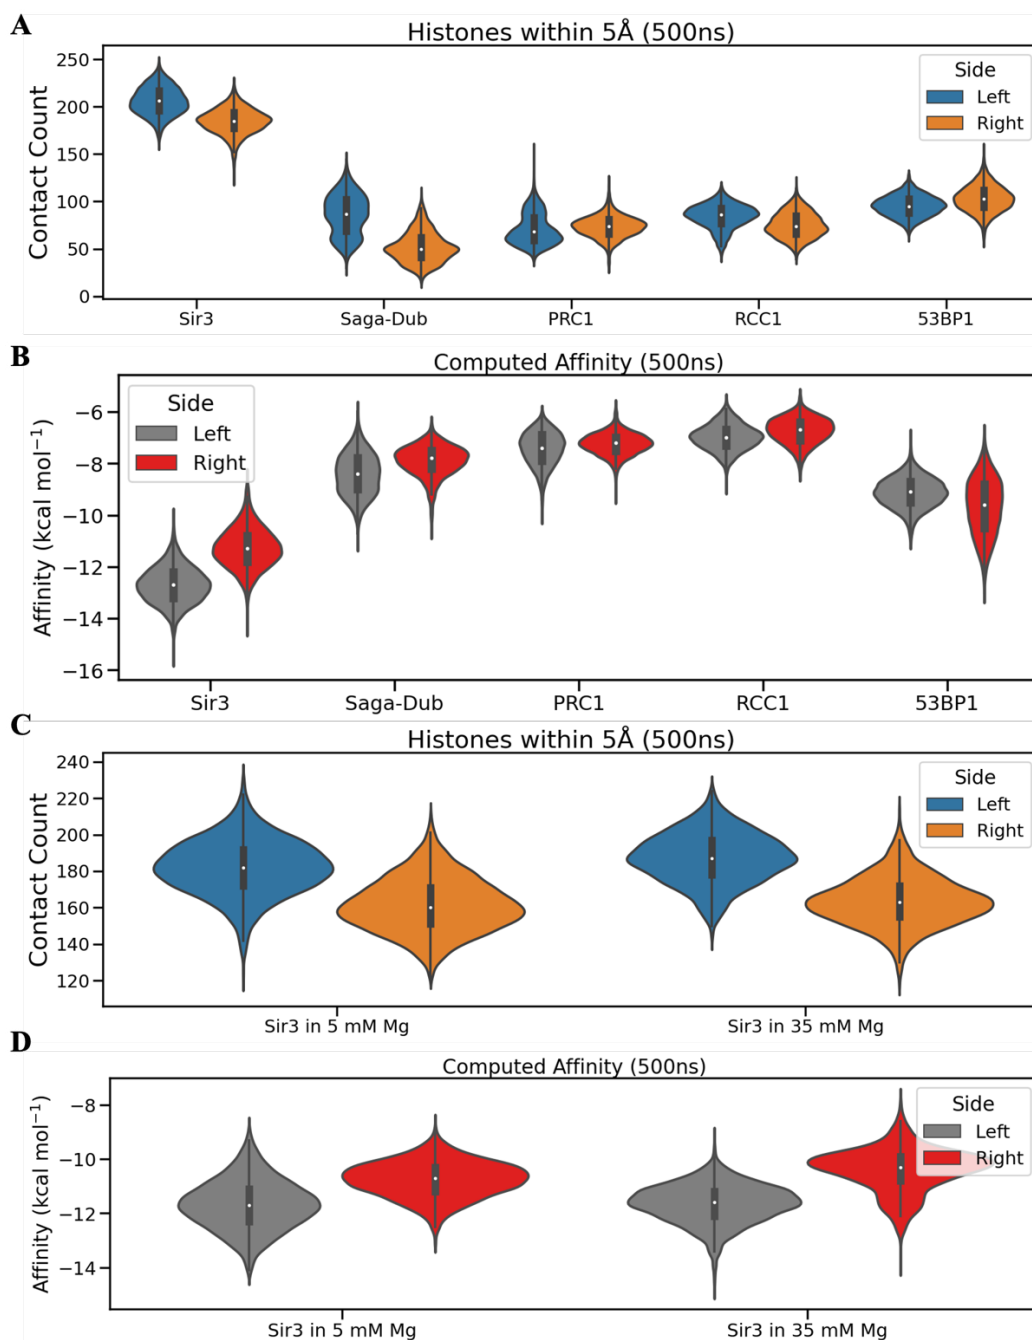 A
Histones within 5Å (500ns)
Contact Count
250
200
150
100
50
0
Side
Left
Right
Sir3
Saga-Dub
PRC1
RCC1
53BP1
B
Computed Affinity (500ns)
Affinity (kcal mol⁻¹)
−6
−8
−10
−12
−14
−16
Side
Left
Right
Sir3
Saga-Dub
PRC1
RCC1
53BP1
C
Histones within 5Å (500ns)
Contact Count
240
220
200
180
160
140
120
Side
Left
Right
Sir3 in 5 mM Mg
Sir3 in 35 mM Mg
D
Computed Affinity (500ns)
Affinity (kcal mol⁻¹)
−8
−10
−12
−14
Side
Left
Right
Sir3 in 5 mM Mg
Sir3 in 35 mM Mg